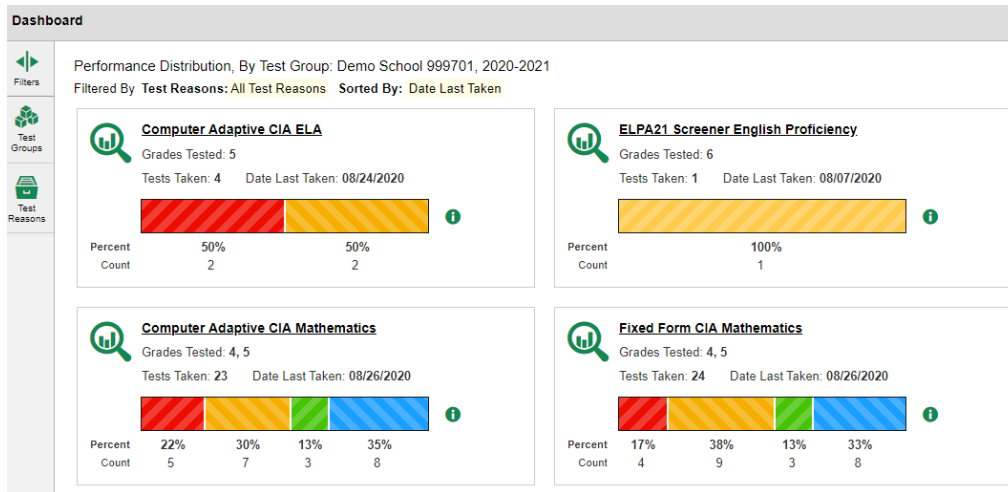 Dashboard
Filters
Test
Groups
Test
Reasons
Performance Distribution, By Test Group: Demo School 999701, 2020-2021
Filtered By Test Reasons: All Test Reasons Sorted By: Date Last Taken
Computer Adaptive CIA ELA
Grades Tested: 5
Tests Taken: 4 Date Last Taken: 08/24/2020
Percent 50% 50%
Count 2 2
ELPA21 Screener English Proficiency
Grades Tested: 6
Tests Taken: 1 Date Last Taken: 08/07/2020
Percent 100%
Count 1
Computer Adaptive CIA Mathematics
Grades Tested: 4, 5
Tests Taken: 23 Date Last Taken: 08/26/2020
Percent 22% 30% 13% 35%
Count 5 7 3 8
Fixed Form CIA Mathematics
Grades Tested: 4, 5
Tests Taken: 24 Date Last Taken: 08/26/2020
Percent 17% 38% 13% 33%
Count 4 9 3 8